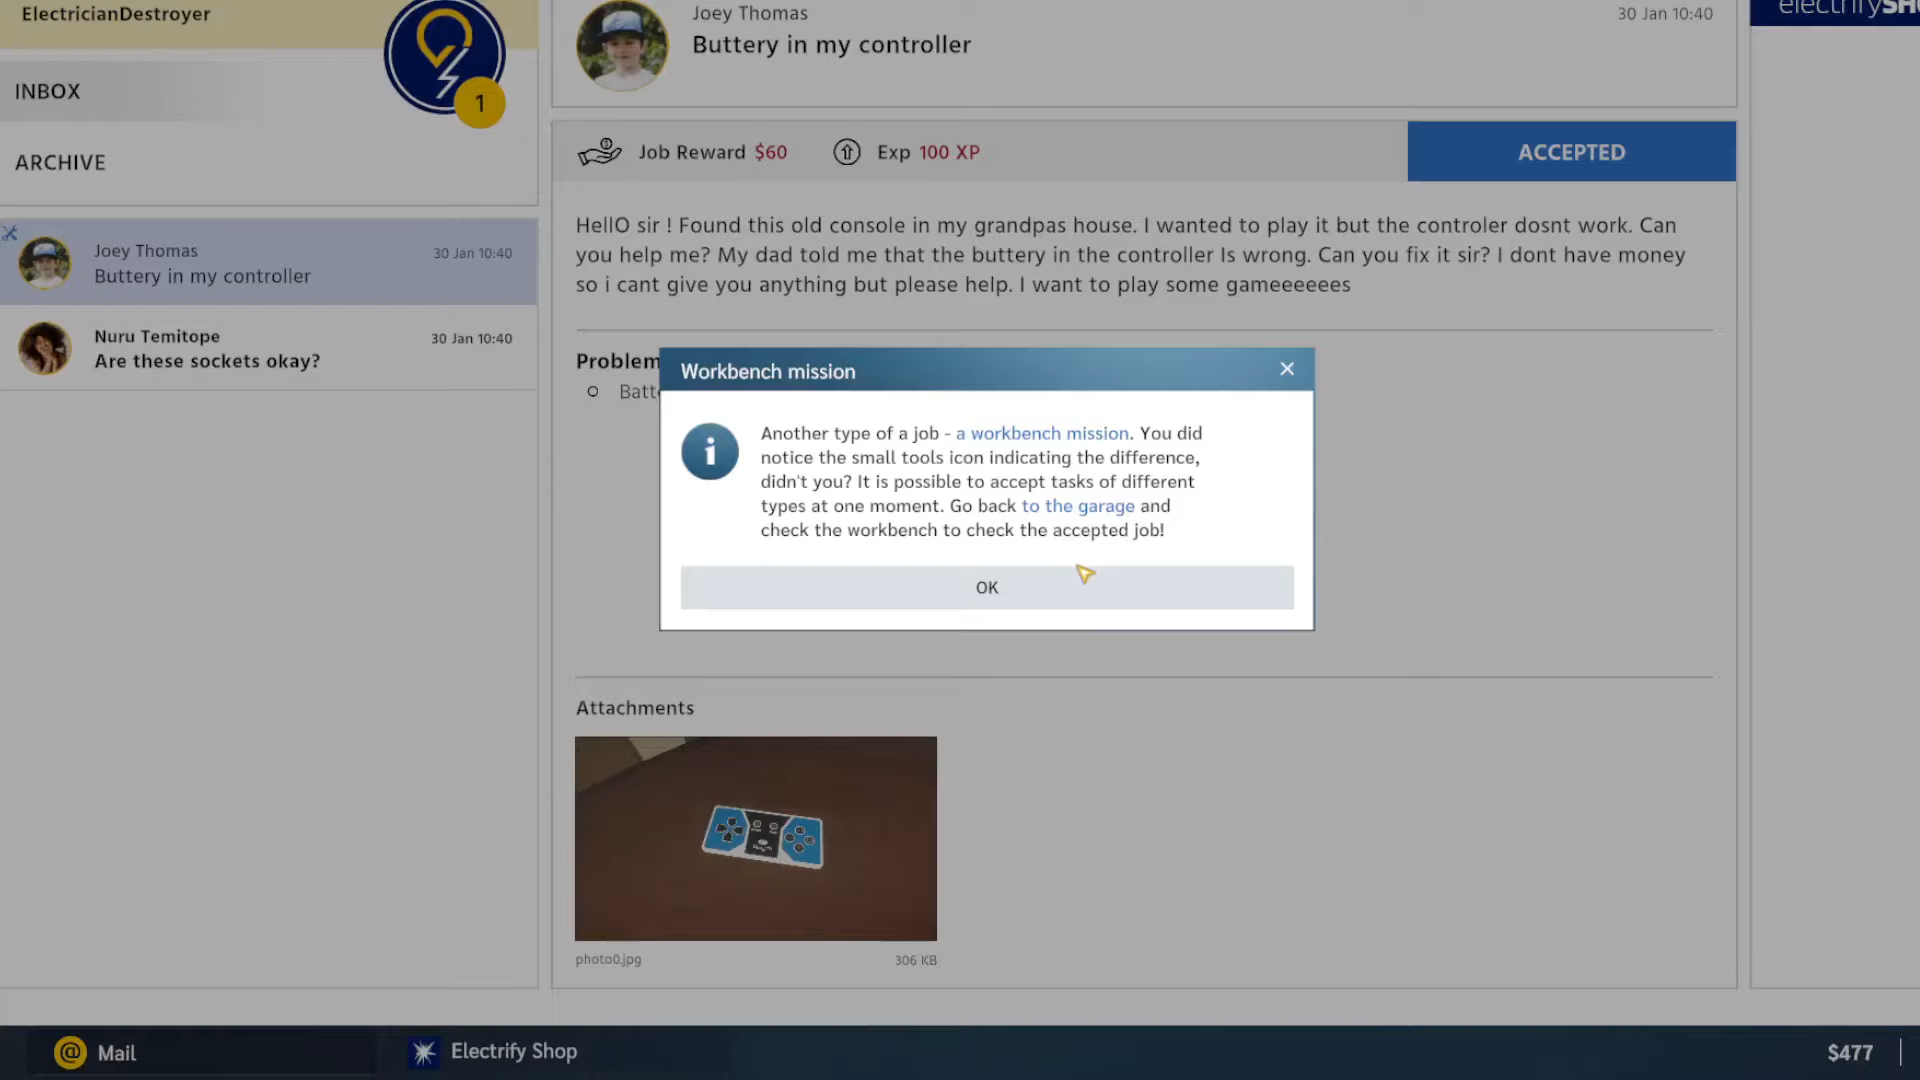 ElectricianDestroyer
1
INBOX
ARCHIVE
Joey Thomas
30 Jan 10:40
Buttery in my controller
Nuru Temitope
30 Jan 10:40
Are these sockets okay?
Joey Thomas
30 Jan 10:40
Buttery in my controller
Job Reward $60
Exp 100 XP
ACCEPTED
HellO sir ! Found this old console in my grandpas house. I wanted to play it but the controler dosnt work. Can
you help me? My dad told me that the buttery in the controller Is wrong. Can you fix it sir? I dont have money
so i cant give you anything but please help. I want to play some gameeeeees
Problem
Batt
Workbench mission
Another type of a job - a workbench mission. You did
notice the small tools icon indicating the difference,
didn't you? It is possible to accept tasks of different
types at one moment. Go back to the garage and
check the workbench to check the accepted job!
OK
Attachments
photo0.jpg
306 KB
electrifySH
@ Mail
Electrify Shop
$477